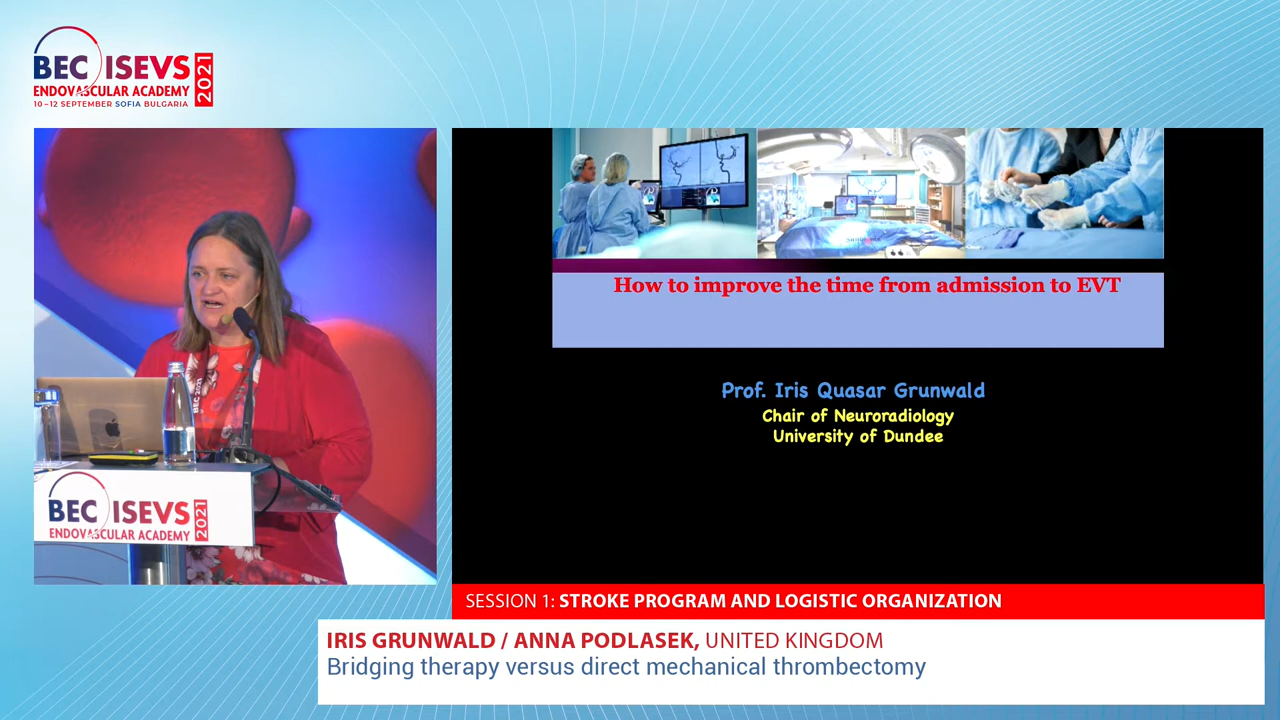 BEC ISEVS
ENDOVASCULAR ACADEMY
2021
10–12 SEPTEMBER SOFIA BULGARIA
BEC 2021
BEC ISEVS
ENDOVASCULAR ACADEMY
2021
How to improve the time from admission to EVT
Prof. Iris Quasar Grunwald
Chair of Neuroradiology
University of Dundee
SESSION 1: STROKE PROGRAM AND LOGISTIC ORGANIZATION
IRIS GRUNWALD / ANNA PODLASEK, UNITED KINGDOM
Bridging therapy versus direct mechanical thrombectomy